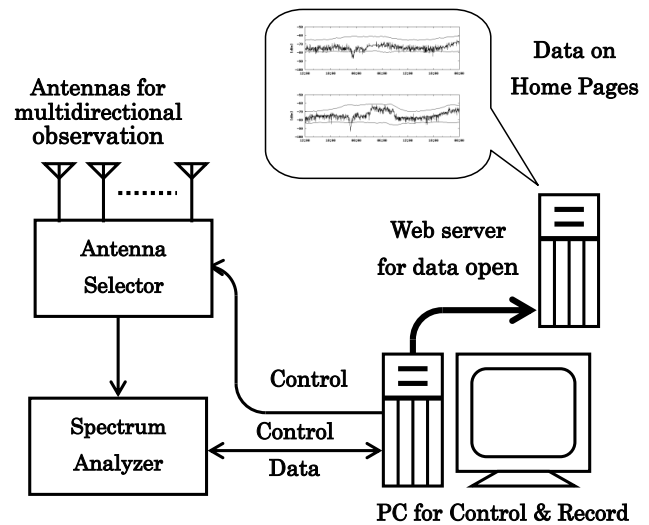 Data on
Home Pages
Antennas for
multidirectional
observation
Antenna
Selector
Web server
for data open
Control
Spectrum
Analyzer
Control
Data
PC for Control & Record